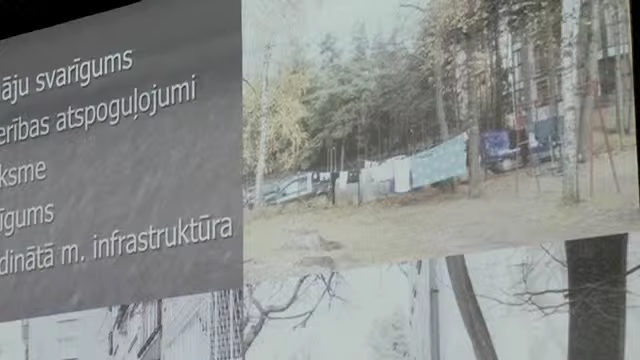 āju svarīgums
erības atspoguļojumi
ksme
īgums
dinātā m. infrastruktūra